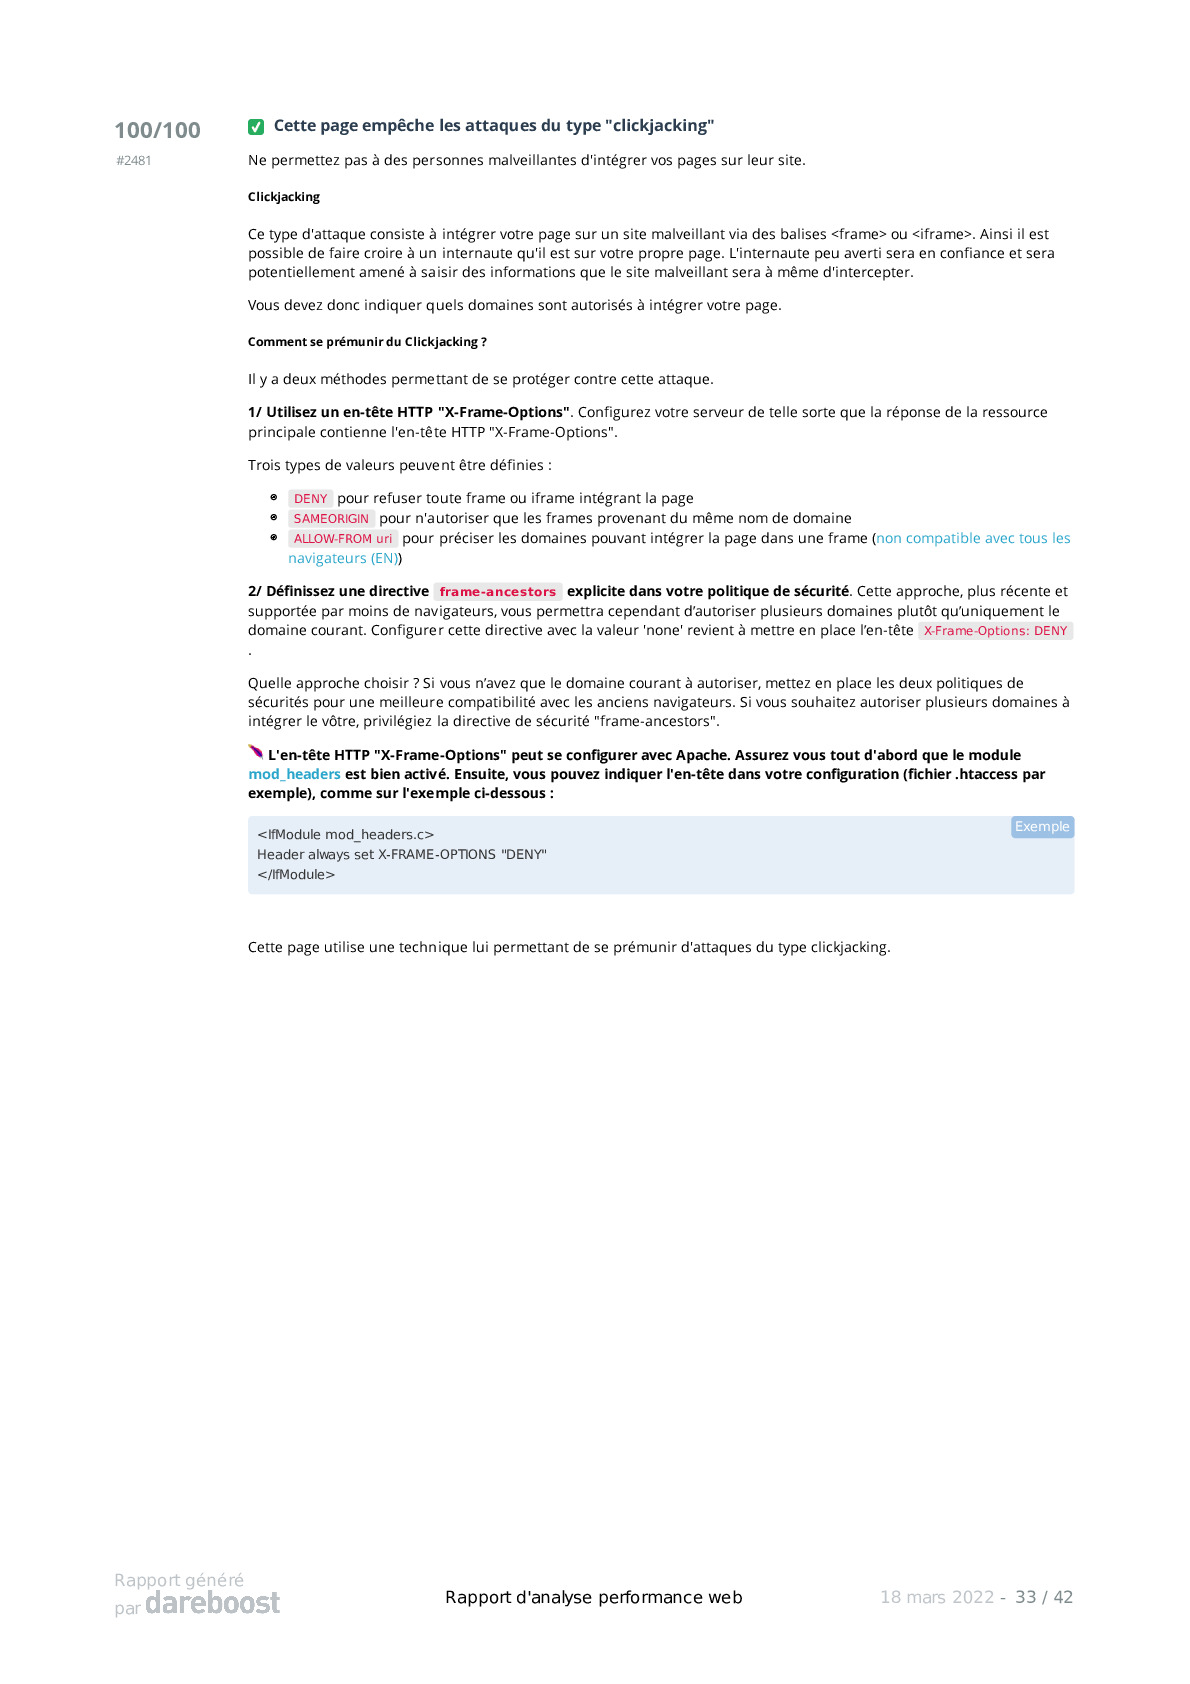 100/100
#2481
Cette page empêche les attaques du type "clickjacking"
Ne permettez pas à des personnes malveillantes d'intégrer vos pages sur leur site.
Clickjacking
Ce type d'attaque consiste à intégrer votre page sur un site malveillant via des balises <frame> ou <iframe>. Ainsi il est
possible de faire croire à un internaute qu'il est sur votre propre page. L'internaute peu averti sera en confiance et sera
potentiellement amené à saisir des informations que le site malveillant sera à même d'intercepter.
Vous devez donc indiquer quels domaines sont autorisés à intégrer votre page.
Comment se prémunir du Clickjacking ?
Il y a deux méthodes permettant de se protéger contre cette attaque.
1/ Utilisez un en-tête HTTP "X-Frame-Options". Configurez votre serveur de telle sorte que la réponse de la ressource
principale contienne l'en-tête HTTP "X-Frame-Options".
Trois types de valeurs peuvent être définies :
DENY pour refuser toute frame ou iframe intégrant la page
SAMEORIGIN pour n'autoriser que les frames provenant du même nom de domaine
ALLOW-FROM uri pour préciser les domaines pouvant intégrer la page dans une frame (non compatible avec tous les
navigateurs (EN))
2/ Définissez une directive frame-ancestors explicite dans votre politique de sécurité. Cette approche, plus récente et
supportée par moins de navigateurs, vous permettra cependant d’autoriser plusieurs domaines plutôt qu’uniquement le
domaine courant. Configurer cette directive avec la valeur 'none' revient à mettre en place l’en-tête X-Frame-Options: DENY
.
Quelle approche choisir ? Si vous n’avez que le domaine courant à autoriser, mettez en place les deux politiques de
sécurités pour une meilleure compatibilité avec les anciens navigateurs. Si vous souhaitez autoriser plusieurs domaines à
intégrer le vôtre, privilégiez la directive de sécurité "frame-ancestors".
L'en-tête HTTP "X-Frame-Options" peut se configurer avec Apache. Assurez vous tout d'abord que le module
mod_headers est bien activé. Ensuite, vous pouvez indiquer l'en-tête dans votre configuration (fichier .htaccess par
exemple), comme sur l'exemple ci-dessous :
Exemple
<IfModule mod_headers.c>
Header always set X-FRAME-OPTIONS "DENY"
</IfModule>
Cette page utilise une technique lui permettant de se prémunir d'attaques du type clickjacking.
Rapport généré
par dareboost
Rapport d'analyse performance web
18 mars 2022 - 33 / 42